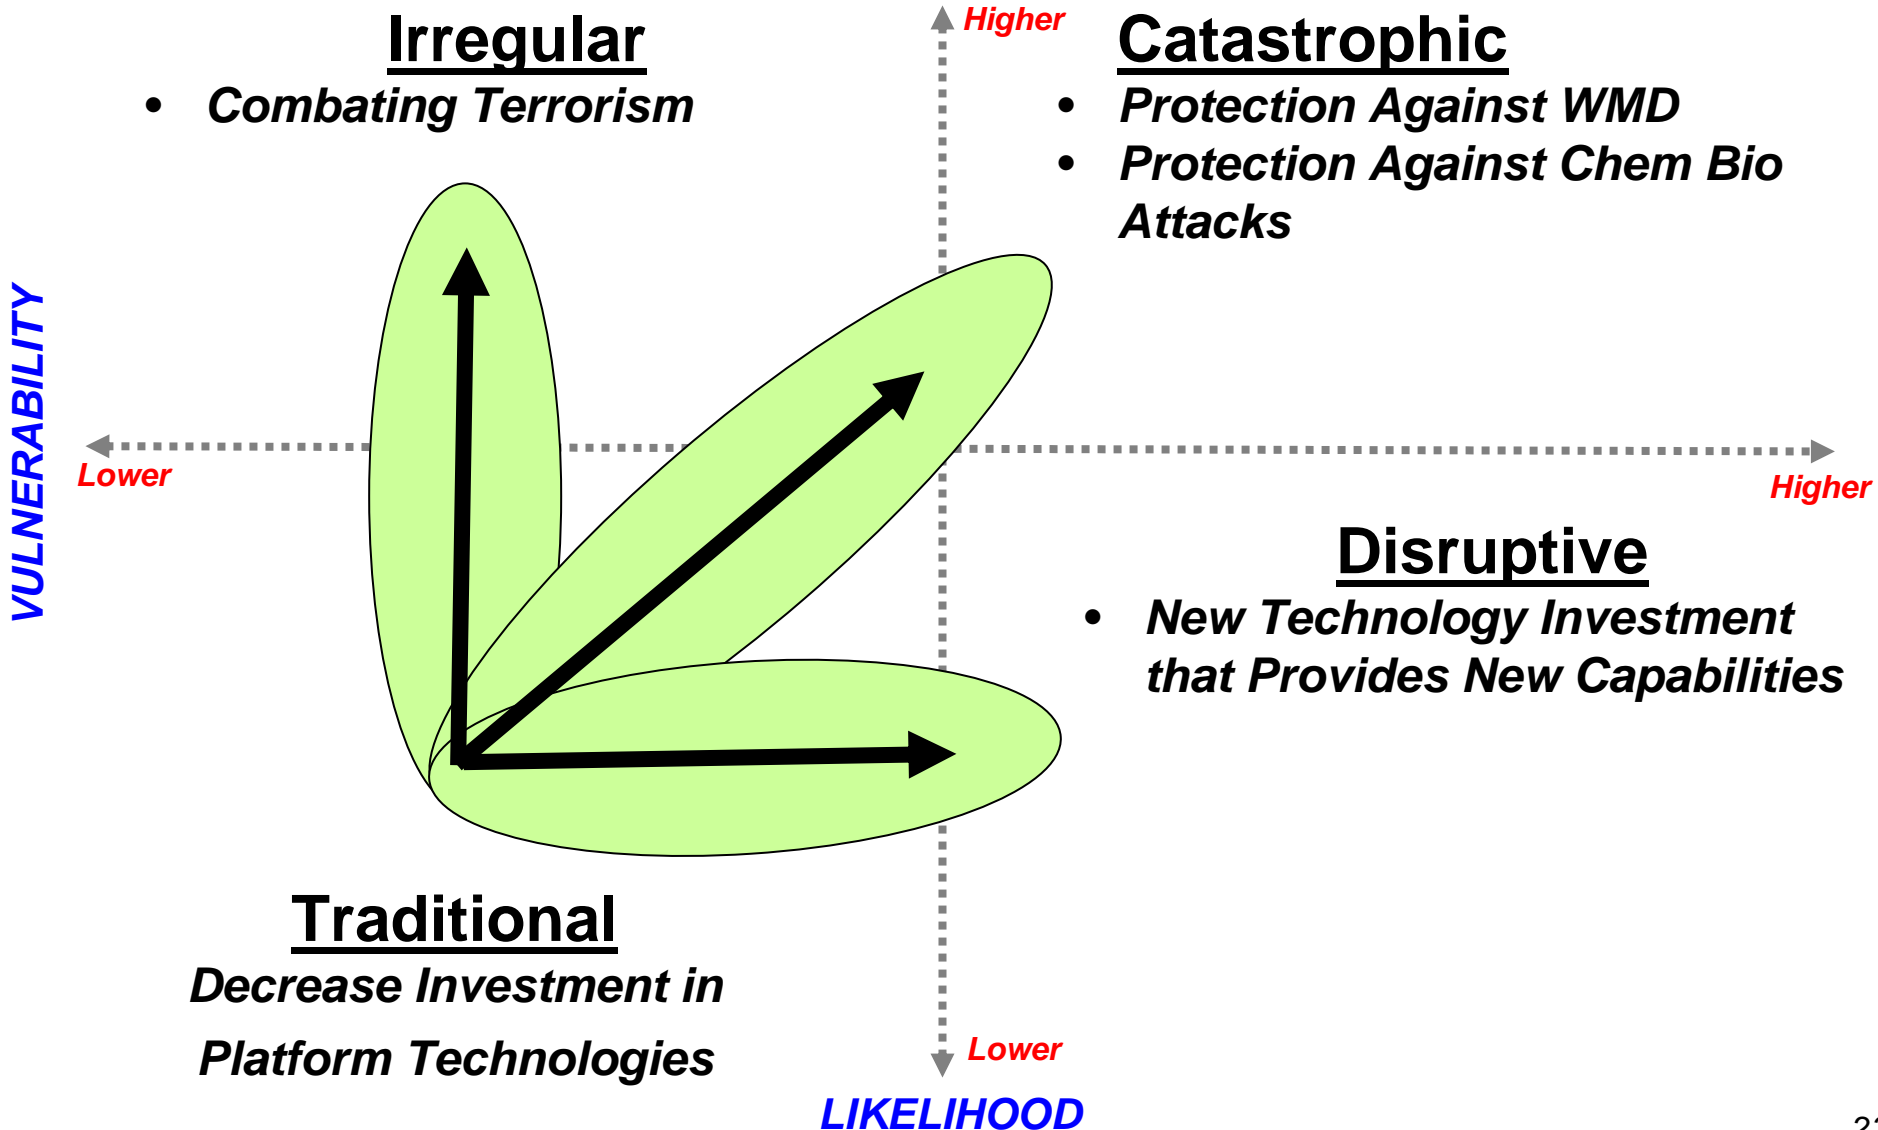 Irregular
• Combating Terrorism
Higher
Catastrophic
• Protection Against WMD
• Protection Against Chem Bio
Attacks
VULNERABILITY
Lower
Higher
Disruptive
• New Technology Investment
that Provides New Capabilities
Traditional
Decrease Investment in
Platform Technologies
Lower
LIKELIHOOD